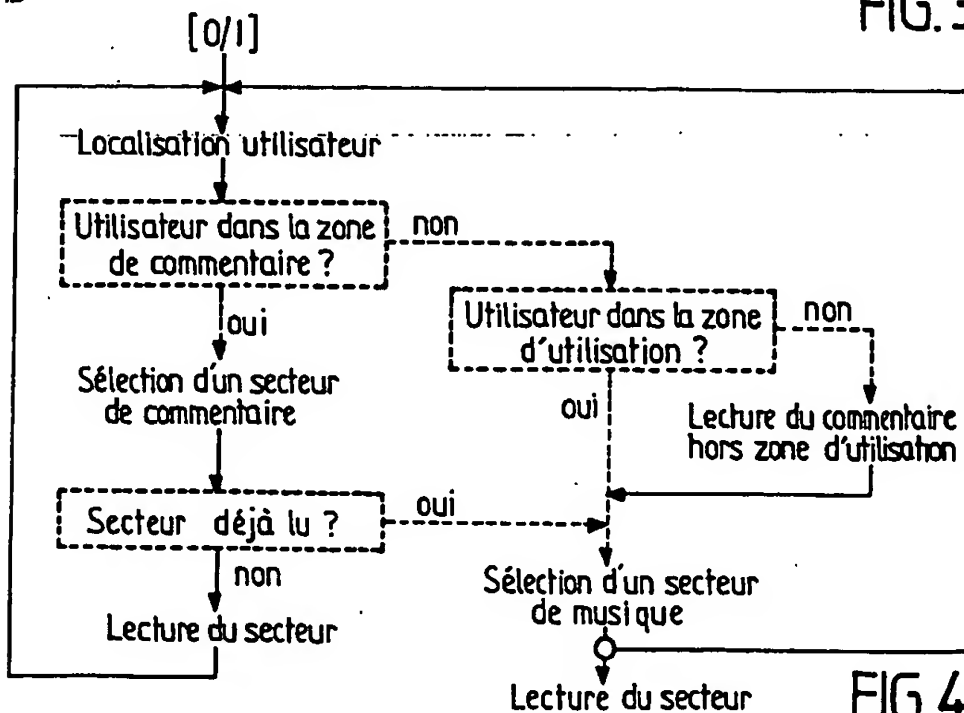 FIG. 3
[0/1]
Localisation utilisateur
Utilisateur dans la zone
de commentaire ?
non
oui
Utilisateur dans la zone
d'utilisation ?
non
Sélection d'un secteur
de commentaire
oui
Lecture du commentaire
hors zone d'utilisation
Secteur déjà lu ?
oui
non
Sélection d'un secteur
de musique
Lecture du secteur
Lecture du secteur
FIG. 4